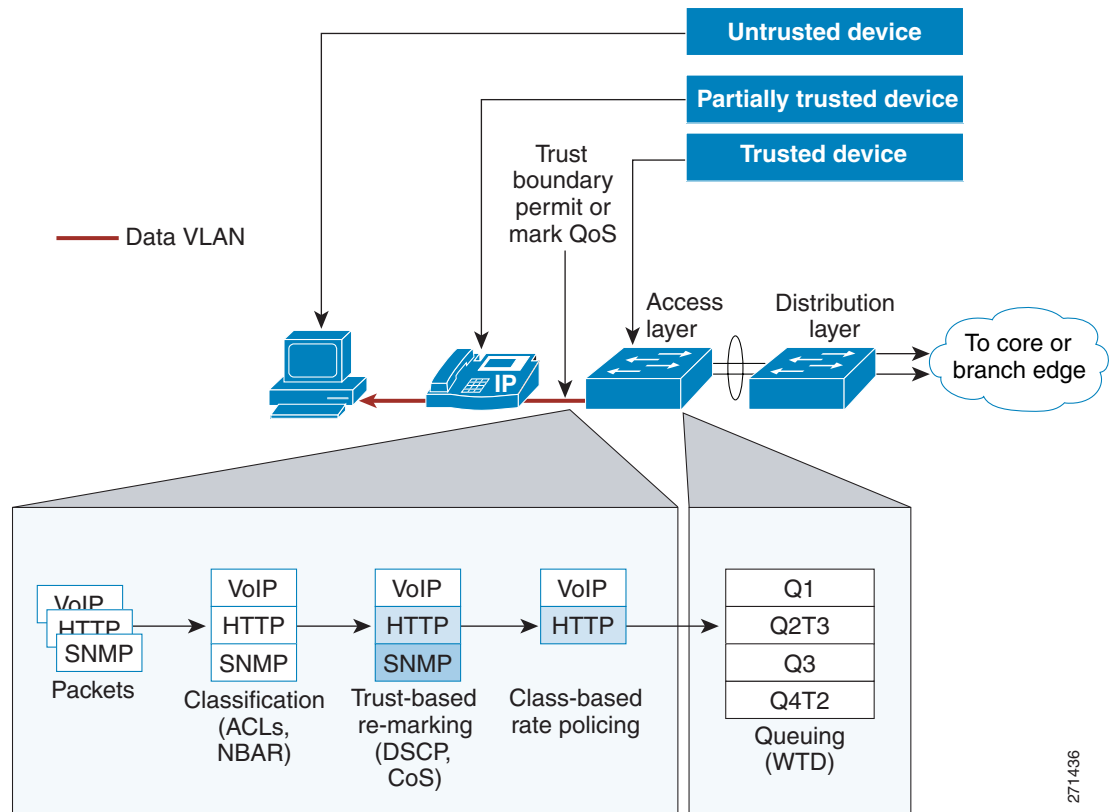 Untrusted device
Partially trusted device
Trusted device
Trust
boundary
permit or
mark QoS
Data VLAN
Access
layer
Distribution
layer
To core or
branch edge
IP
VoIP
HTTP
SNMP
Packets
VoIP
HTTP
SNMP
Classification
(ACLs,
NBAR)
VoIP
HTTP
SNMP
Trust-based
re-marking
(DSCP,
CoS)
VoIP
HTTP
Class-based
rate policing
Q1
Q2T3
Q3
Q4T2
Queuing
(WTD)
271436